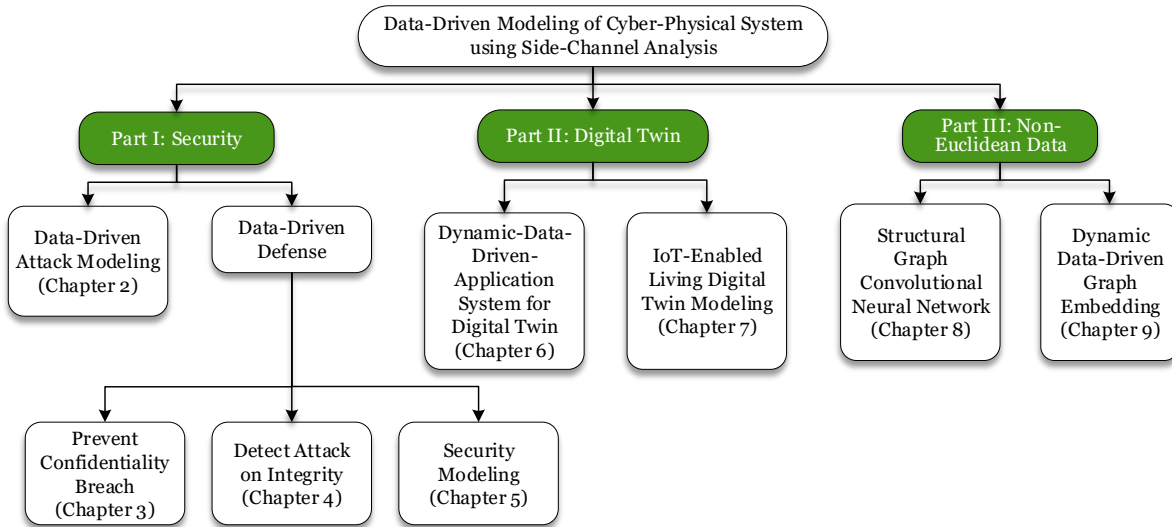 Data-Driven Modeling of Cyber-Physical System
using Side-Channel Analysis
Part I: Security
Part II: Digital Twin
Part III: Non-
Euclidean Data
Data-Driven
Attack Modeling
(Chapter 2)
Data-Driven
Defense
Dynamic-Data-
Driven-
Application
System for
Digital Twin
(Chapter 6)
IoT-Enabled
Living Digital
Twin Modeling
(Chapter 7)
Structural
Graph
Convolutional
Neural Network
(Chapter 8)
Dynamic
Data-Driven
Graph
Embedding
(Chapter 9)
Prevent
Confidentiality
Breach
(Chapter 3)
Detect Attack
on Integrity
(Chapter 4)
Security
Modeling
(Chapter 5)